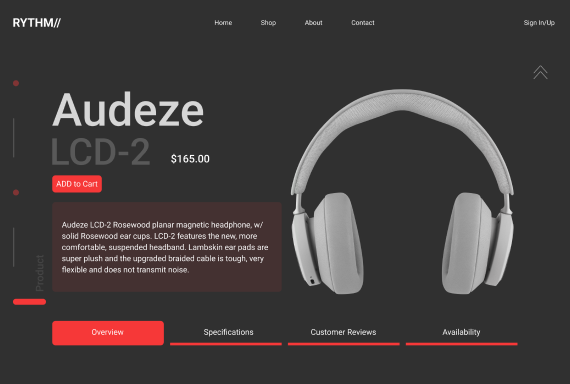 RYTHM//
Home
Shop
About
Contact
Sign In/Up
Audeze
LCD-2
$165.00
ADD to Cart
Audeze LCD-2 Rosewood planar magnetic headphone, w/
solid Rosewood ear cups. LCD-2 features the new, more
comfortable, suspended headband. Lambskin ear pads are
super plush and the upgraded braided cable is tough, very
flexible and does not transmit noise.
Product
Overview
Specifications
Customer Reviews
Availability